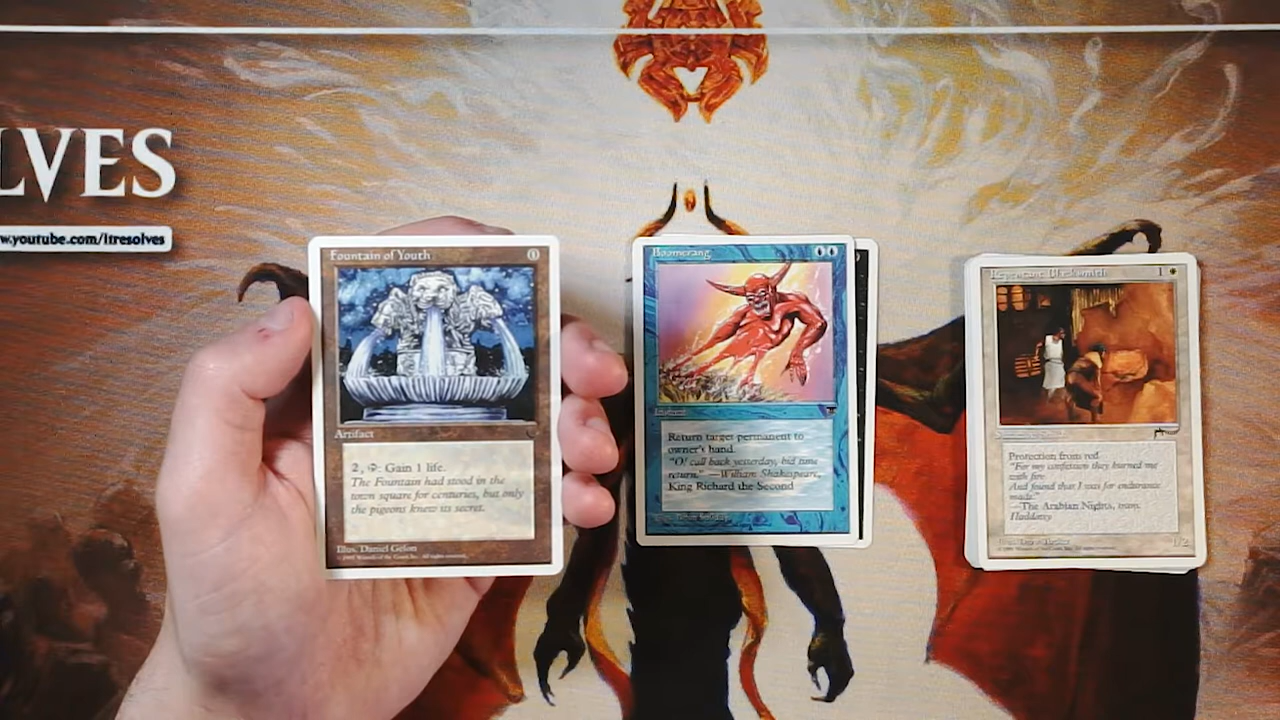 LVES
w.youtube.com/ltresolves
Fountain of Youth 0
Artifact
2, : Gain 1 life.
The Fountain had stood in the
town square for centuries, but only
the pigeons knew its secret.
Illus. Daniel Gelon
Boomerang
Instant
Return target permanent to
owner's hand.
"O! call back yesterday, bid time
return." —William Shakespeare,
King Richard the Second
Repentant Blacksmith 1
Protection from red
"For my confession they burned me
with fire
And found that I was for endurance
made."
—The Arabian Nights, trans.
Haddawy
1/2